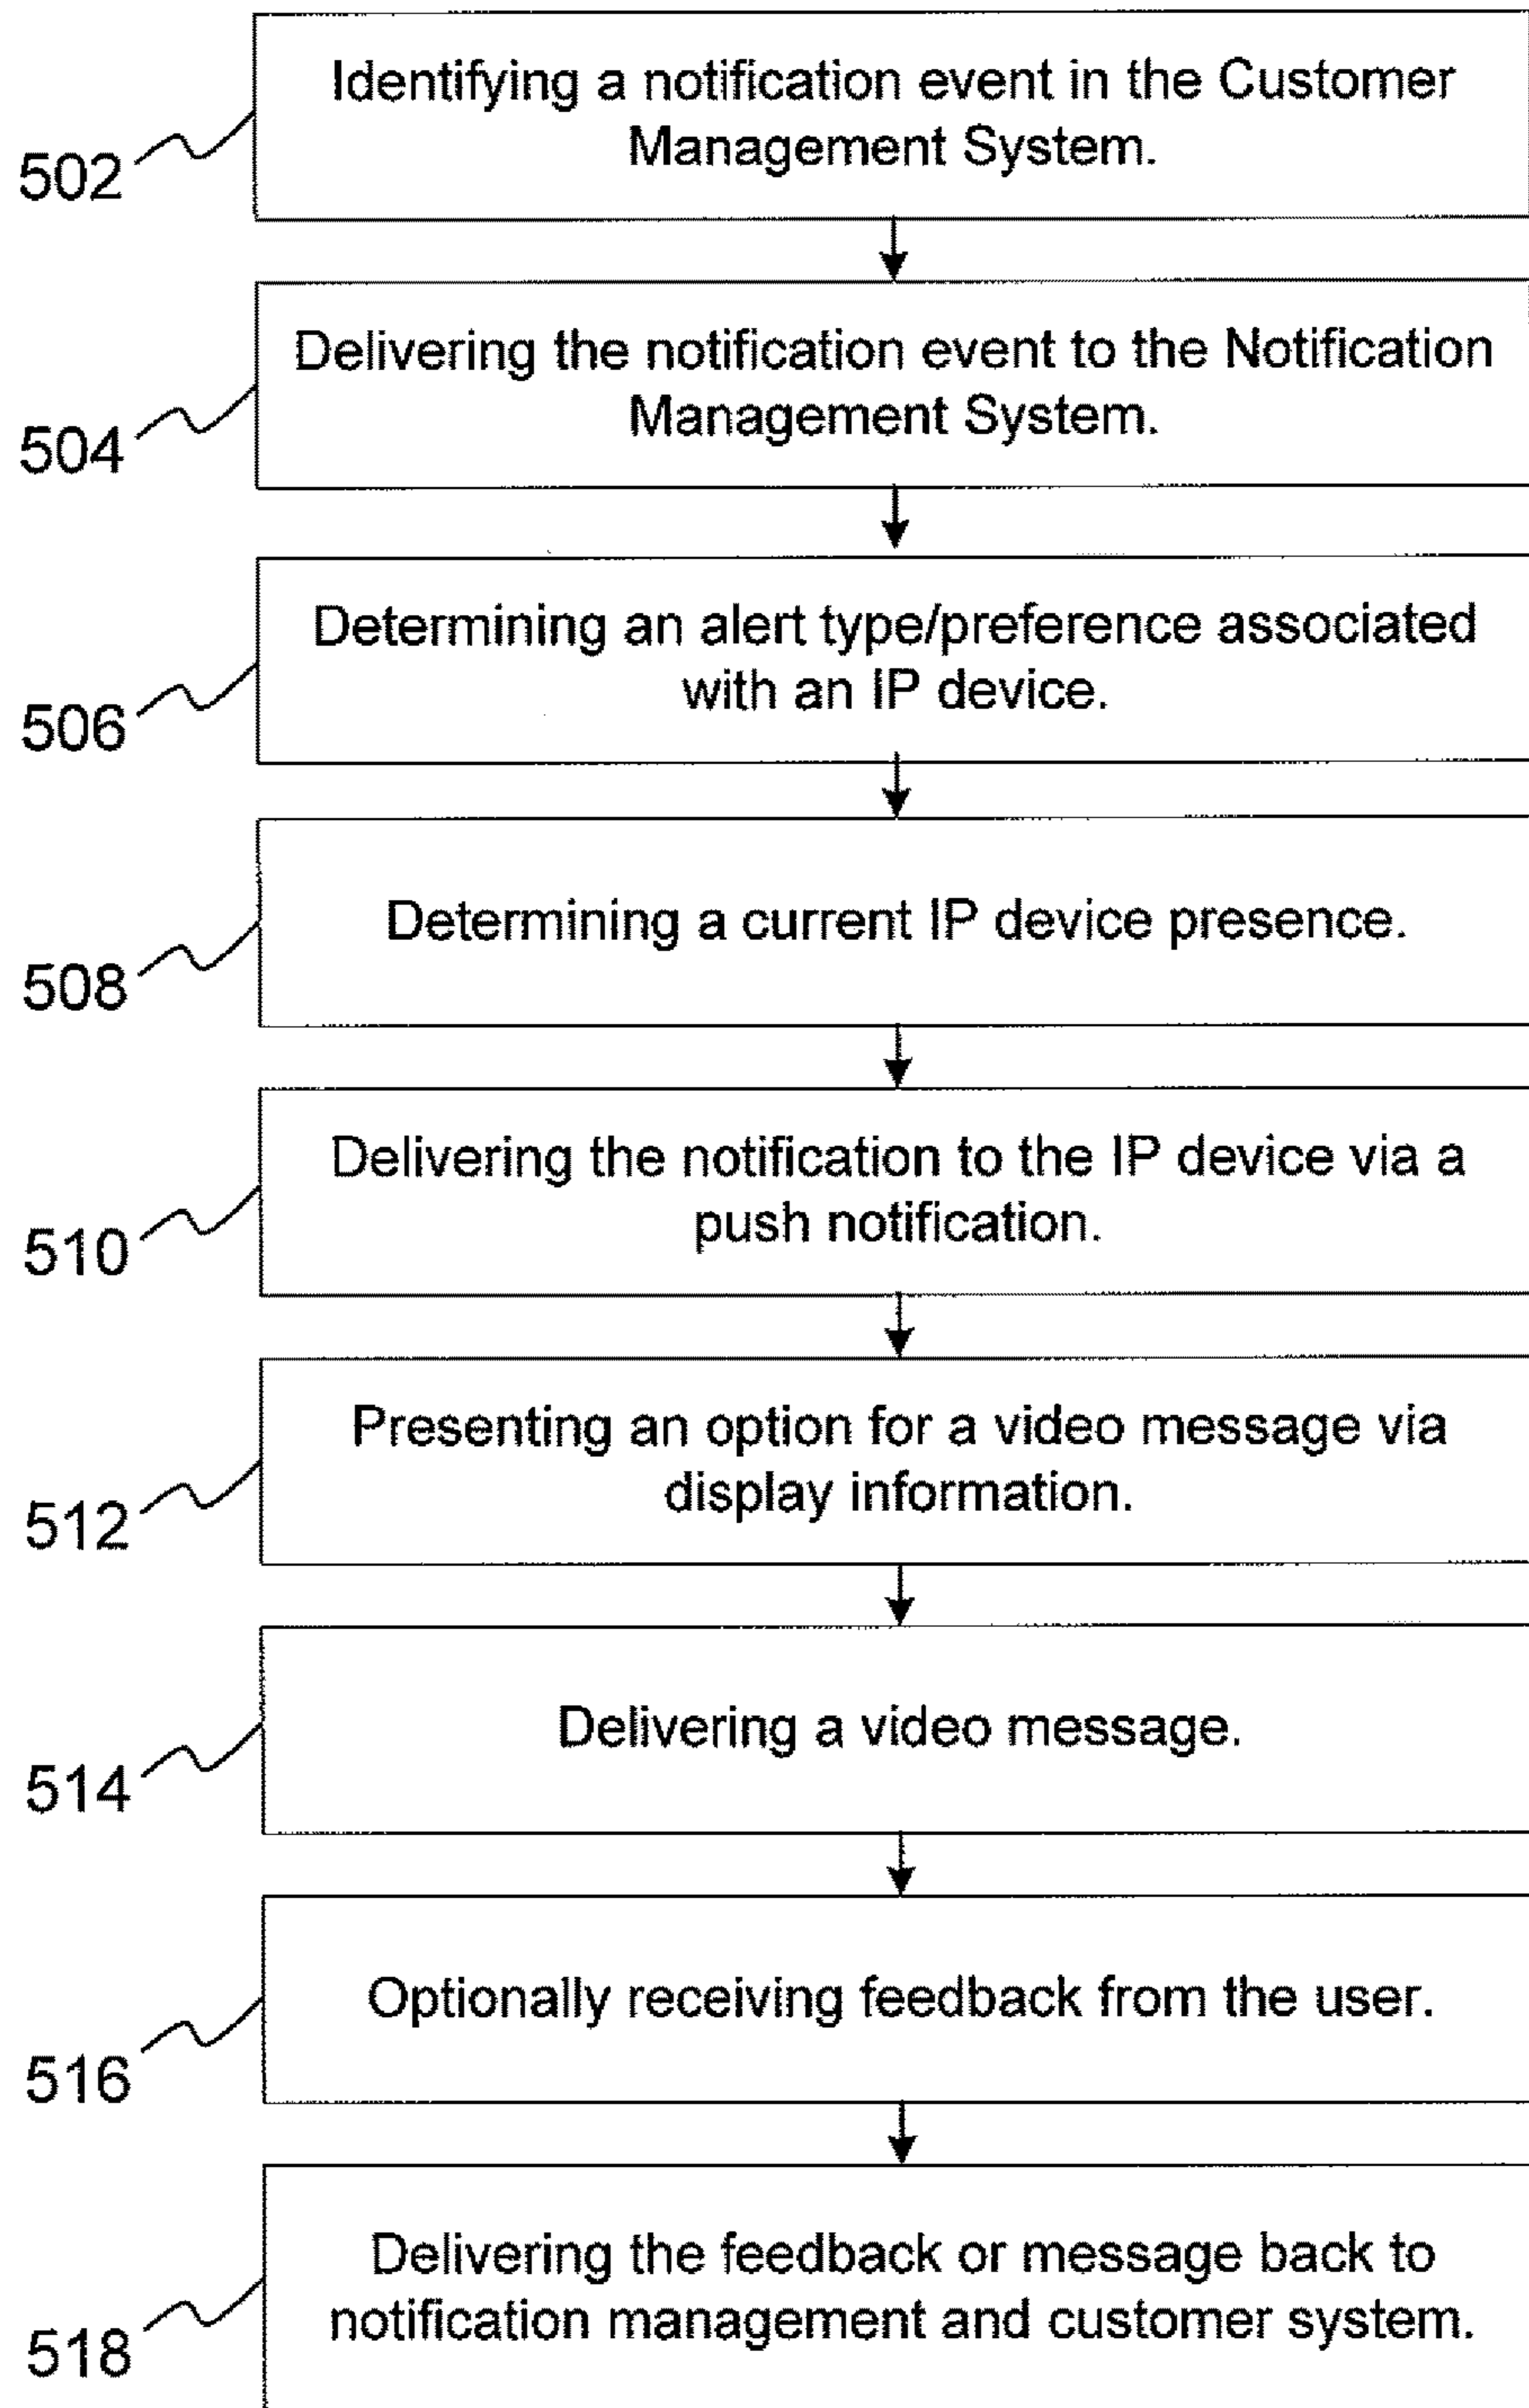 Identifying a notification event in the Customer
Management System.
502
Delivering the notification event to the Notification
Management System.
504
Determining an alert type/preference associated
with an IP device.
506
Determining a current IP device presence.
508
Delivering the notification to the IP device via a
push notification.
510
Presenting an option for a video message via
display information.
512
Delivering a video message.
514
Optionally receiving feedback from the user.
516
Delivering the feedback or message back to
notification management and customer system.
518